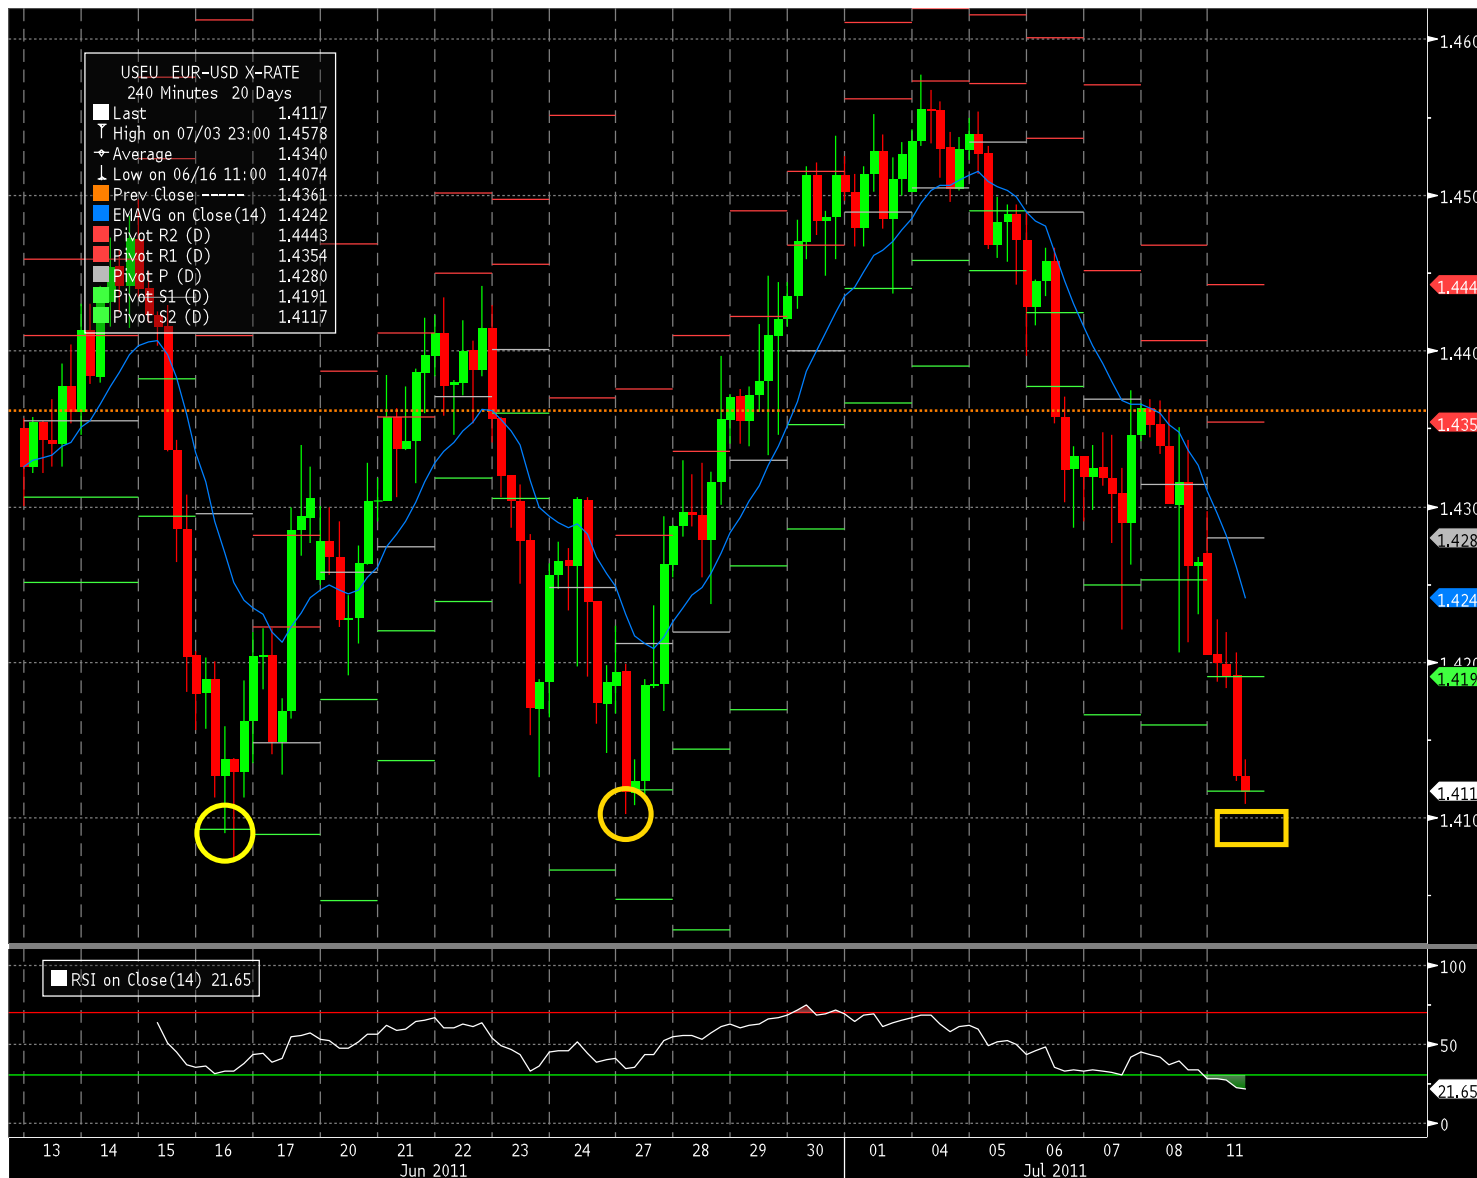 USEU EUR-USD X-RATE
240 Minutes 20 Days
Last 1.4117
High on 07/03 23:00 1.4578
Average 1.4340
Low on 06/16 11:00 1.4074
Prev Close ----- 1.4361
EMAVG on Close(14) 1.4242
Pivot R2 (D) 1.4443
Pivot R1 (D) 1.4354
Pivot P (D) 1.4280
Pivot S1 (D) 1.4191
Pivot S2 (D) 1.4117
1.460
1.450
1.444
1.440
1.435
1.430
1.428
1.424
1.420
1.419
1.411
1.410
RSI on Close(14) 21.65
100
50
21.65
0
13 14 15 16 17 20 21 22 23 24 27 28 29 30 01 04 05 06 07 08 11
Jun 2011 Jul 2011